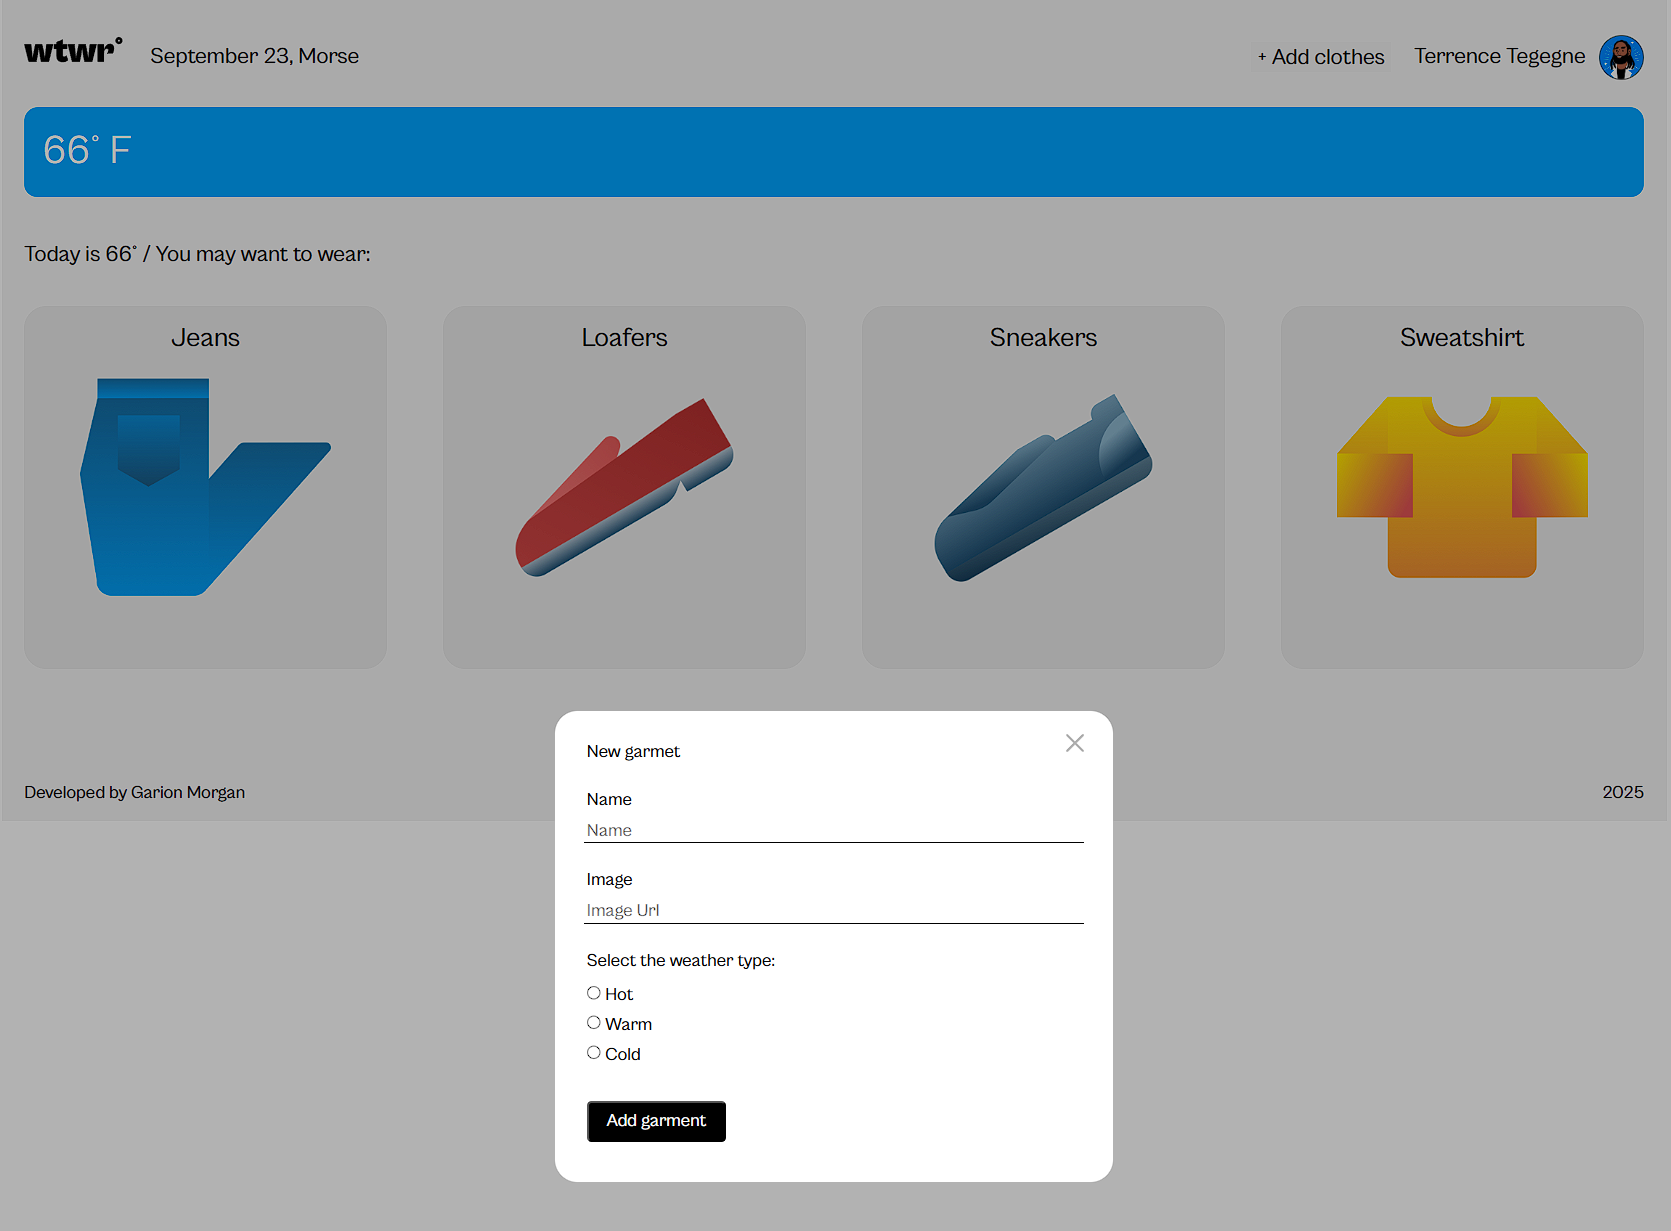 wtwr° September 23, Morse + Add clothes Terrence Tegegne
66° F
Today is 66° / You may want to wear:
Jeans Loafers Sneakers Sweatshirt
New garmet
Name
Name
Image
Image Url
Select the weather type:
Hot
Warm
Cold
Add garment
Developed by Garion Morgan 2025